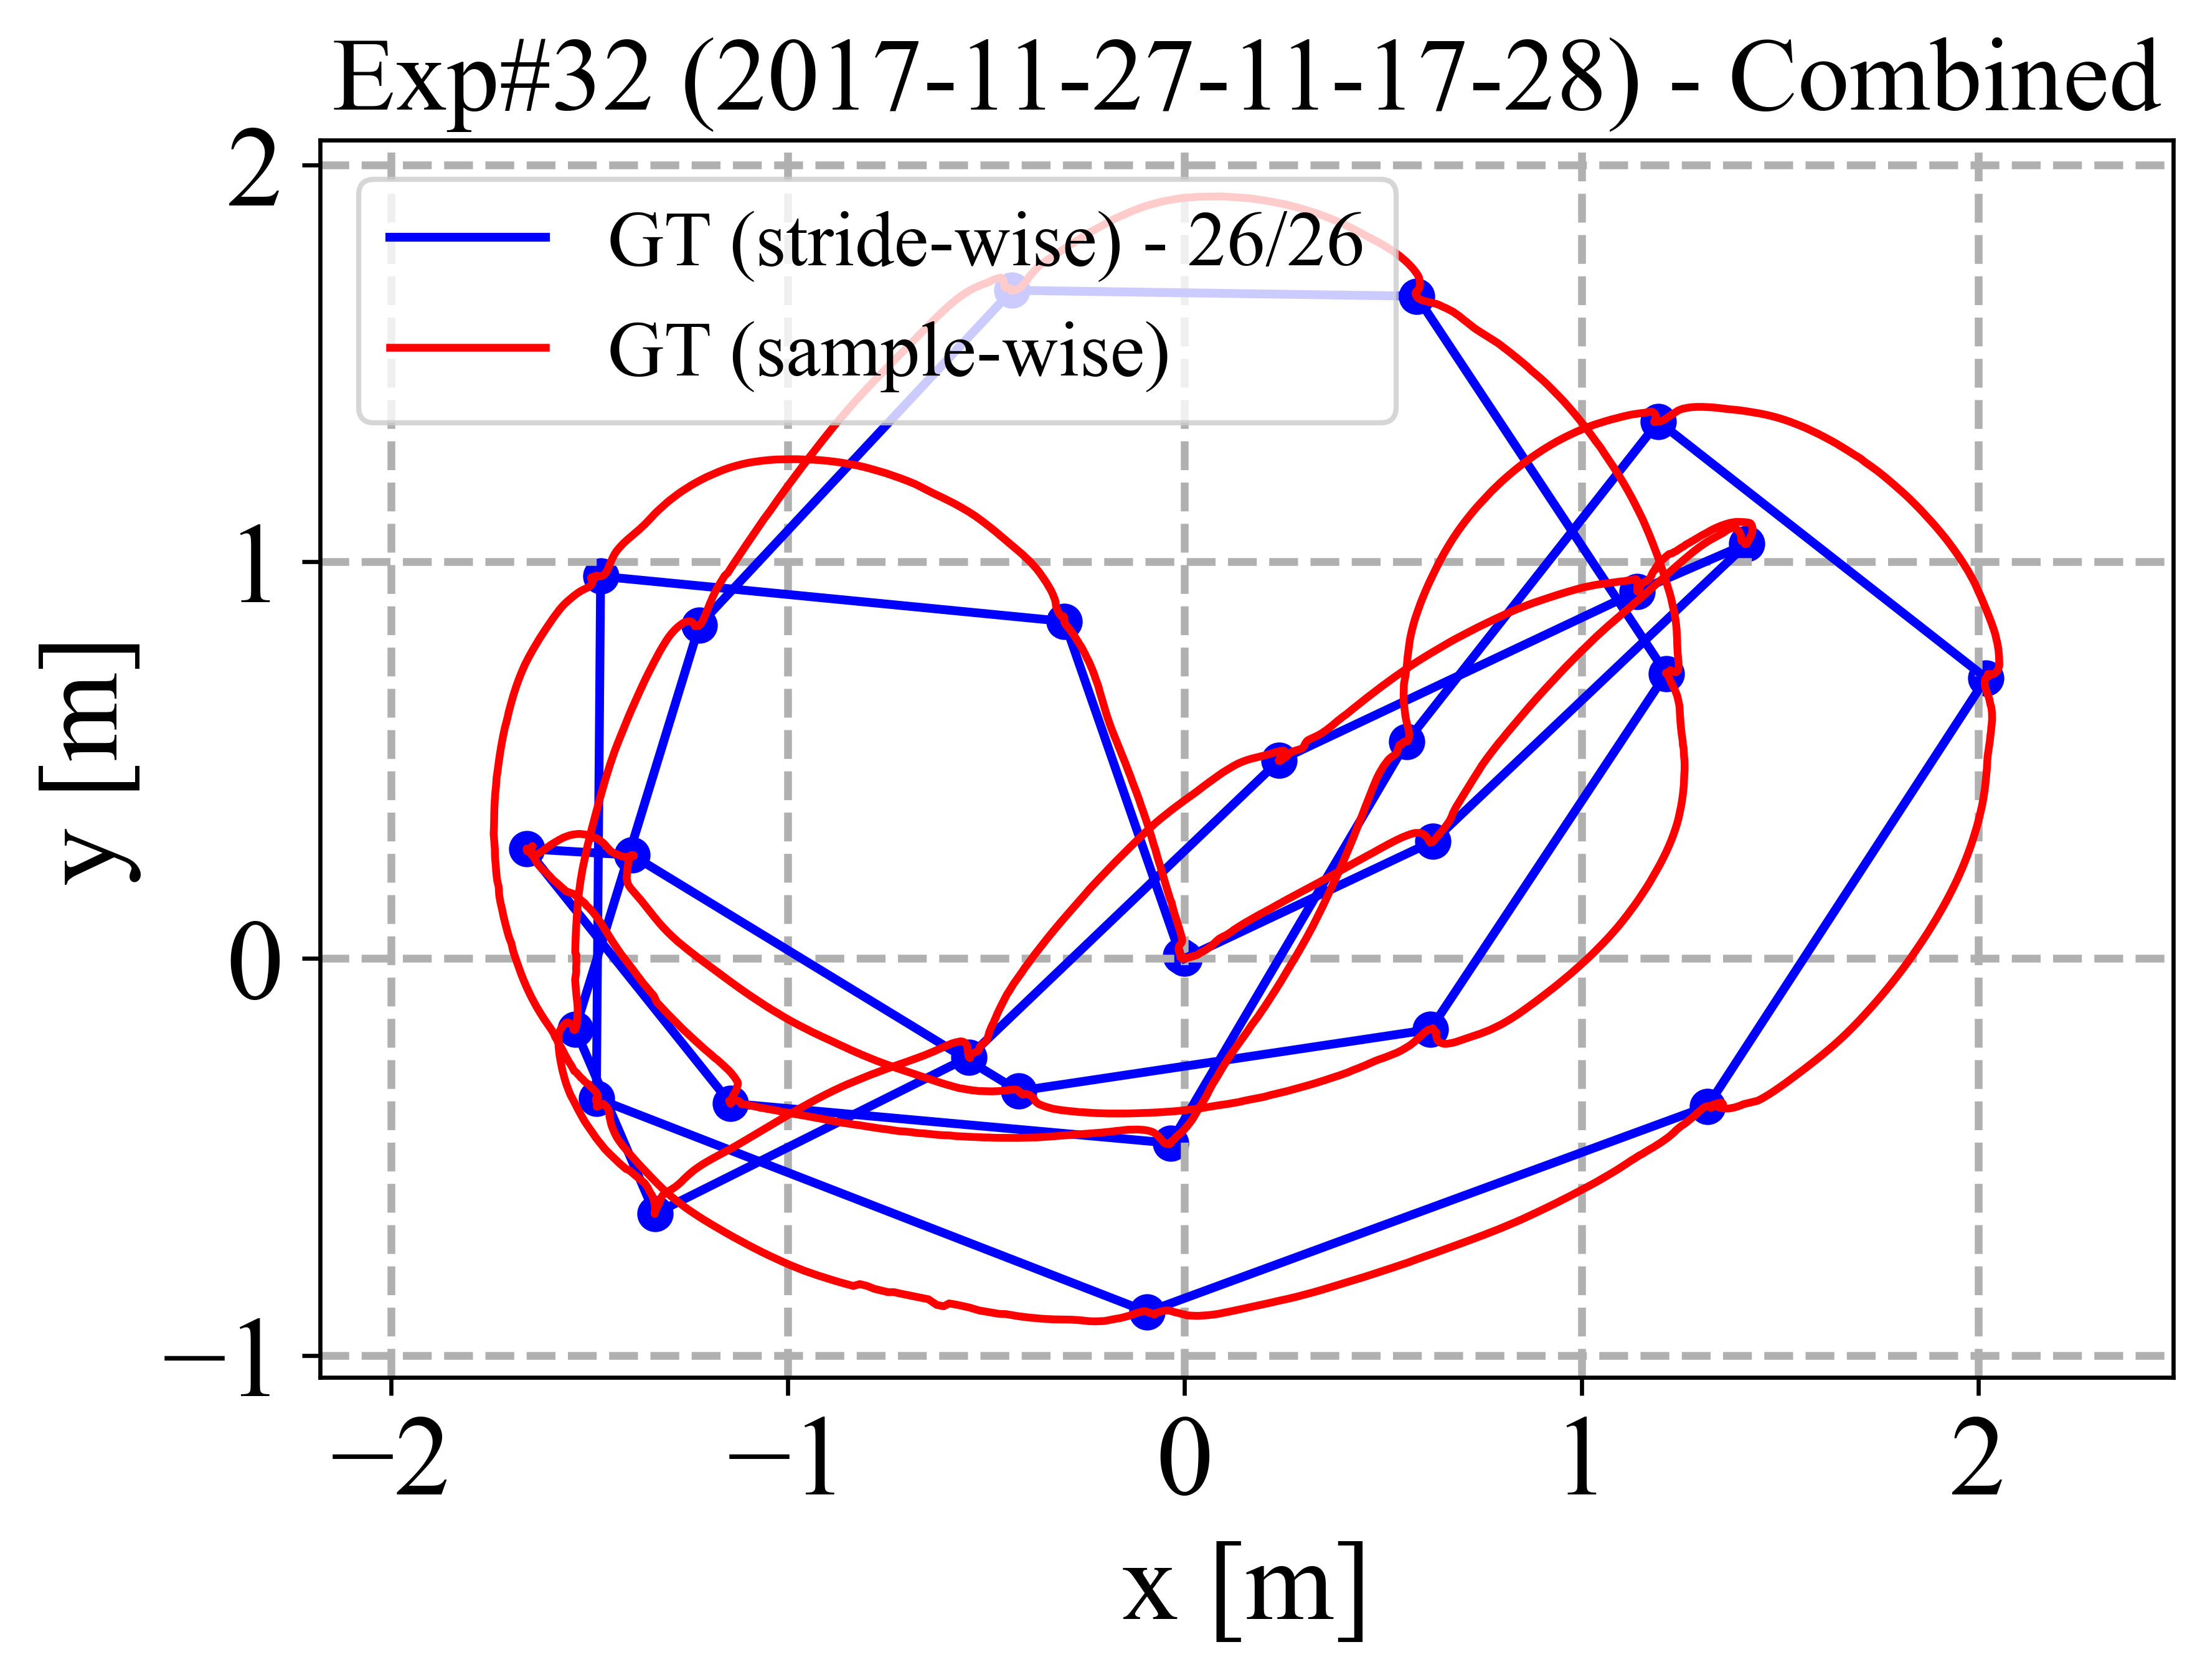 Exp#32 (2017-11-27-11-17-28) - Combined
GT (stride-wise) - 26/26
GT (sample-wise)
2
1
0
−1
y [m]
−2 −1 0 1 2
x [m]